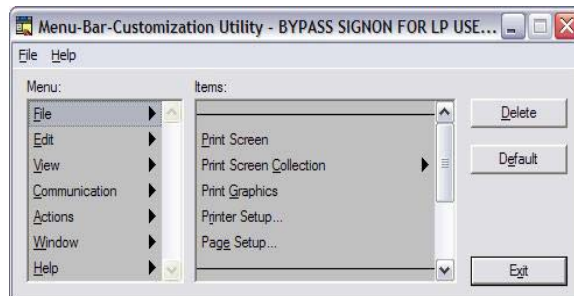 Menu-Bar-Customization Utility - BYPASS SIGNON FOR LP USE...
File Help
Menu: Items:
File
Edit
View
Communication
Actions
Window
Help
Print Screen
Print Screen Collection
Print Graphics
Printer Setup...
Page Setup...
Delete
Default
Exit